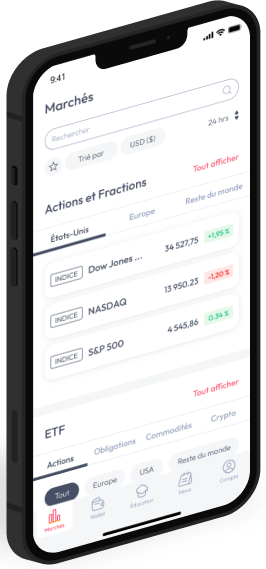 9:41
Marchés
Rechercher
Trié par
USD ($)
24 hrs
Actions et Fractions
Tout afficher
États-Unis
Europe
Reste du monde
INDICE
Dow Jones ...
34 527,75
+1,95 %
INDICE
NASDAQ
13 950,23
-1,20 %
INDICE
S&P 500
4 545,86
0.34 %
ETF
Tout afficher
Actions
Obligations
Commodités
Crypto
Tout
Europe
USA
Reste du monde
Marchés
Wallet
Education
News
Compte